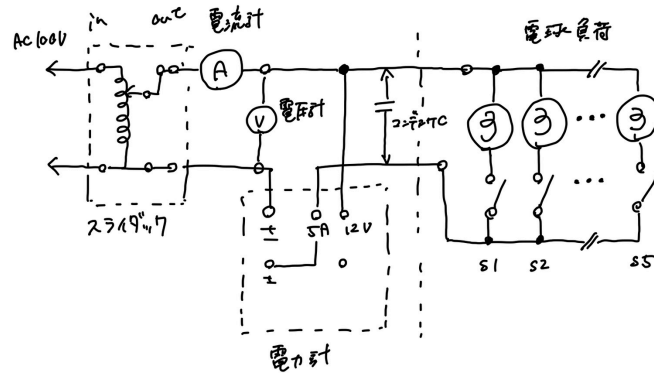 in
out
電流計
AC100V
A
V
電圧計
コンデンサC
電球負荷
スライダック
±
5A
12V
±
電力計
S1
S2
S5